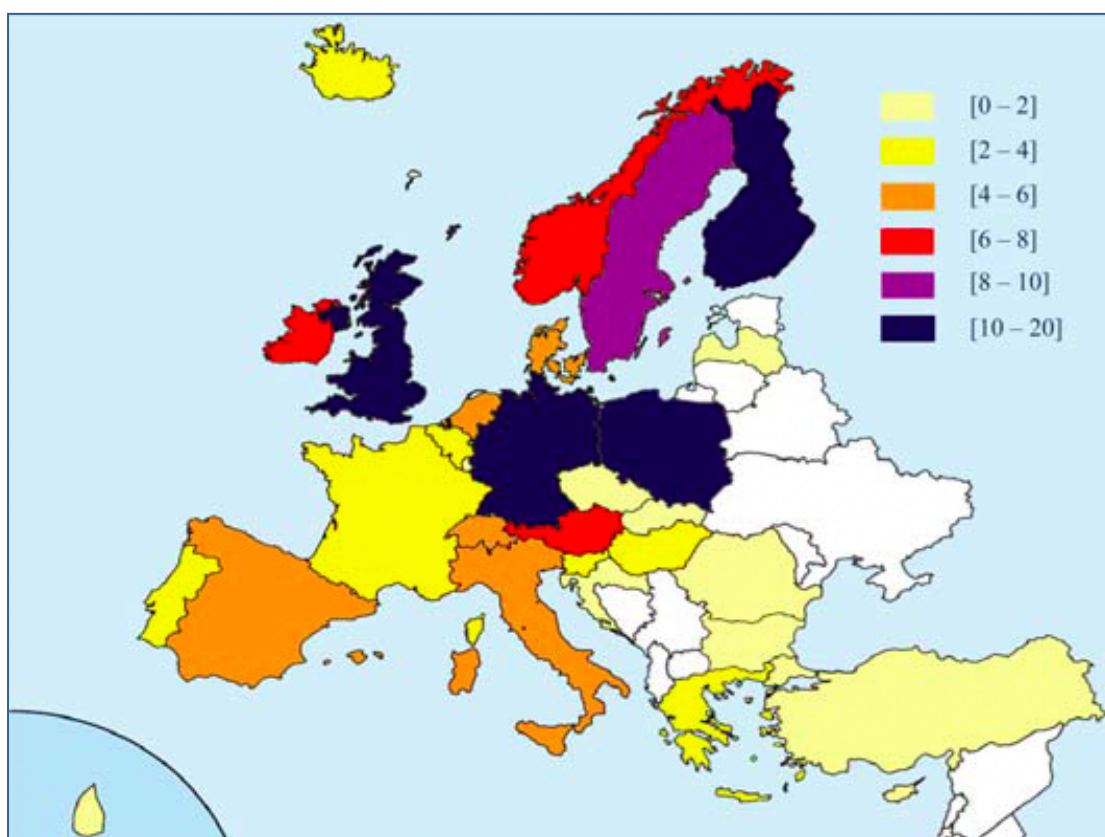 [0 – 2]
[2 – 4]
[4 – 6]
[6 – 8]
[8 – 10]
[10 – 20]